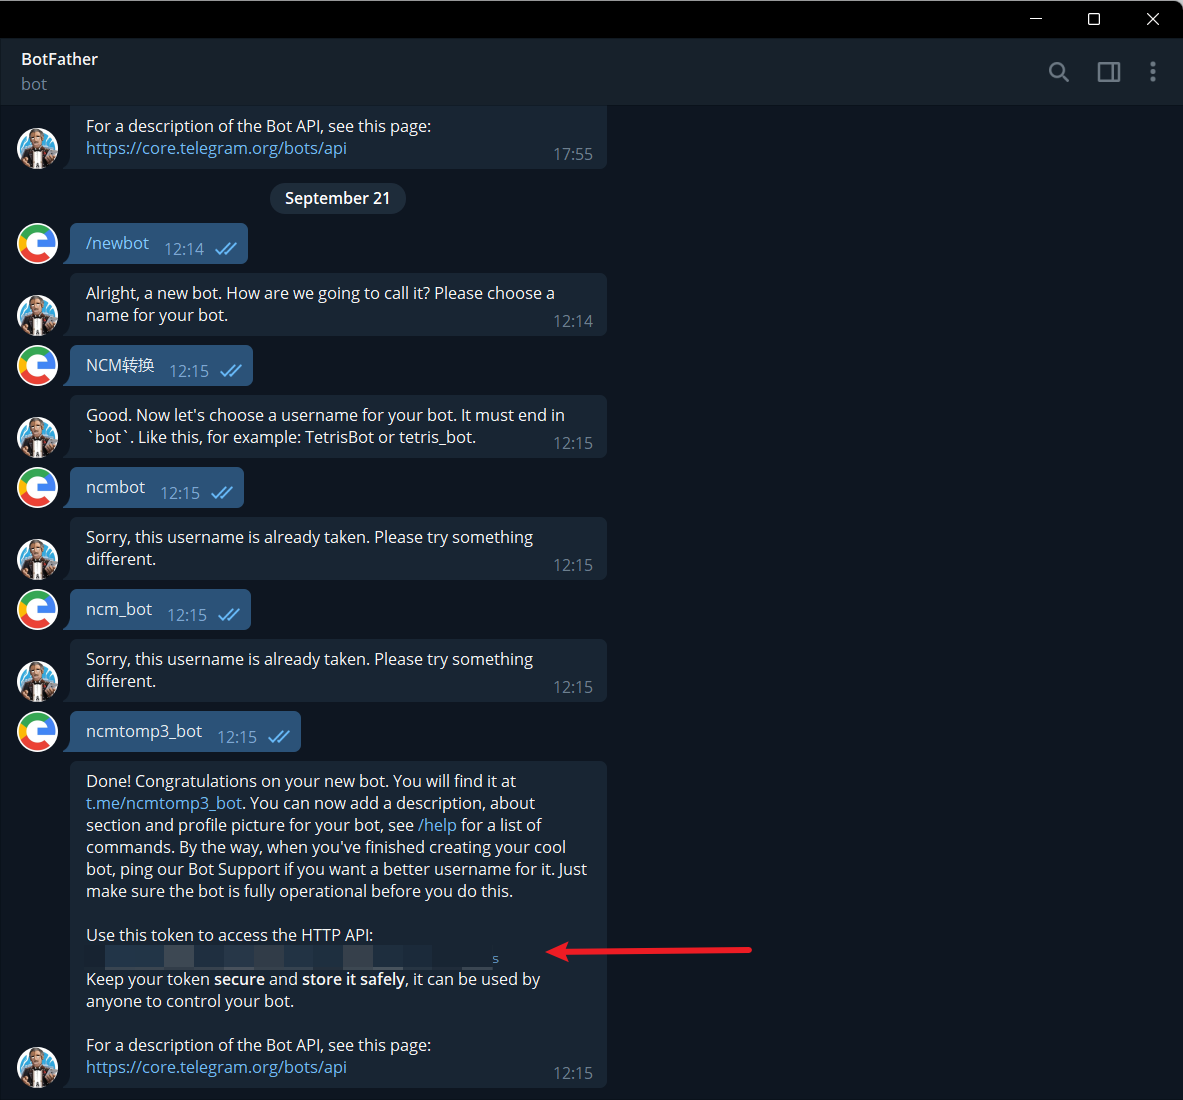 BotFather
bot
For a description of the Bot API, see this page:
https://core.telegram.org/bots/api
17:55
September 21
/newbot 12:14
Alright, a new bot. How are we going to call it? Please choose a
name for your bot.
12:14
NCM转换 12:15
Good. Now let's choose a username for your bot. It must end in
`bot`. Like this, for example: TetrisBot or tetris_bot.
12:15
ncmbot 12:15
Sorry, this username is already taken. Please try something
different.
12:15
ncm_bot 12:15
Sorry, this username is already taken. Please try something
different.
12:15
ncmtomp3_bot 12:15
Done! Congratulations on your new bot. You will find it at
t.me/ncmtomp3_bot. You can now add a description, about
section and profile picture for your bot, see /help for a list of
commands. By the way, when you've finished creating your cool
bot, ping our Bot Support if you want a better username for it. Just
make sure the bot is fully operational before you do this.
Use this token to access the HTTP API:
s
Keep your token secure and store it safely, it can be used by
anyone to control your bot.
For a description of the Bot API, see this page:
https://core.telegram.org/bots/api
12:15